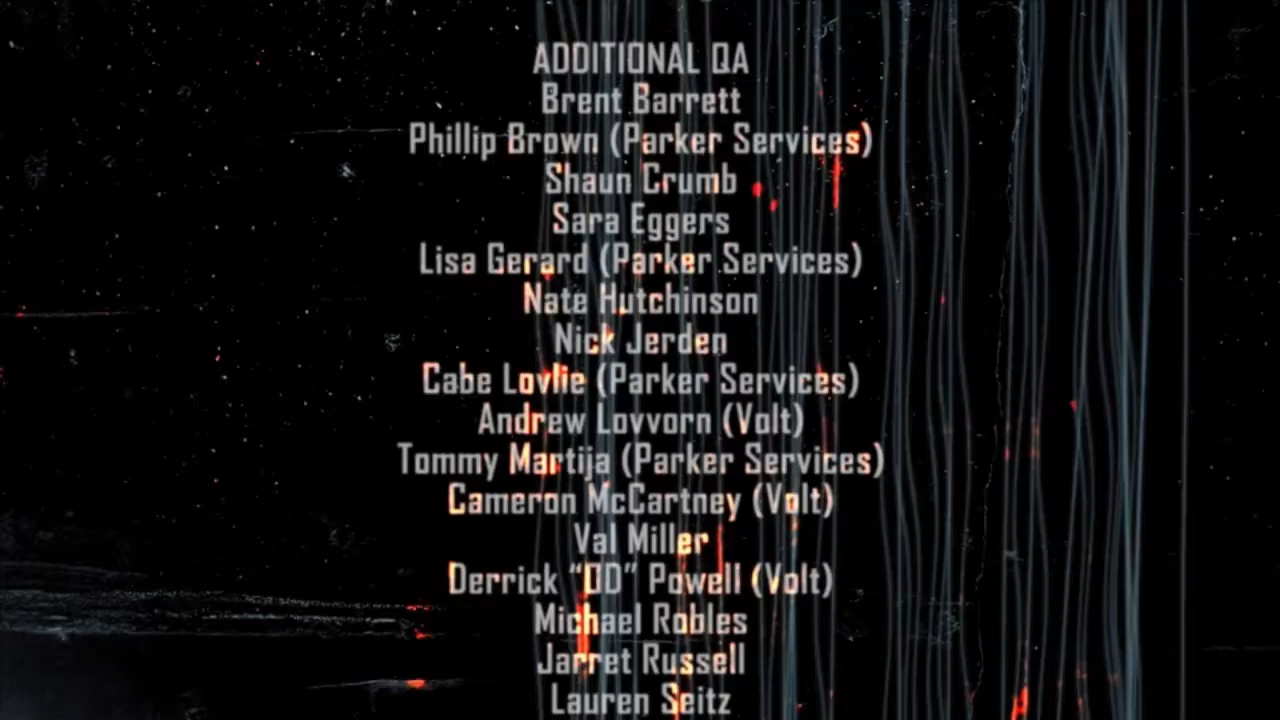 ADDITIONAL QA
Brent Barrett
Phillip Brown (Parker Services)
Shaun Crumb
Sara Eggers
Lisa Gerard (Parker Services)
Nate Hutchinson
Nick Jerden
Cabe Lovlie (Parker Services)
Andrew Lovvorn (Volt)
Tommy Martija (Parker Services)
Cameron McCartney (Volt)
Val Miller
Derrick “OD” Powell (Volt)
Michael Robles
Jarret Russell
Lauren Seitz